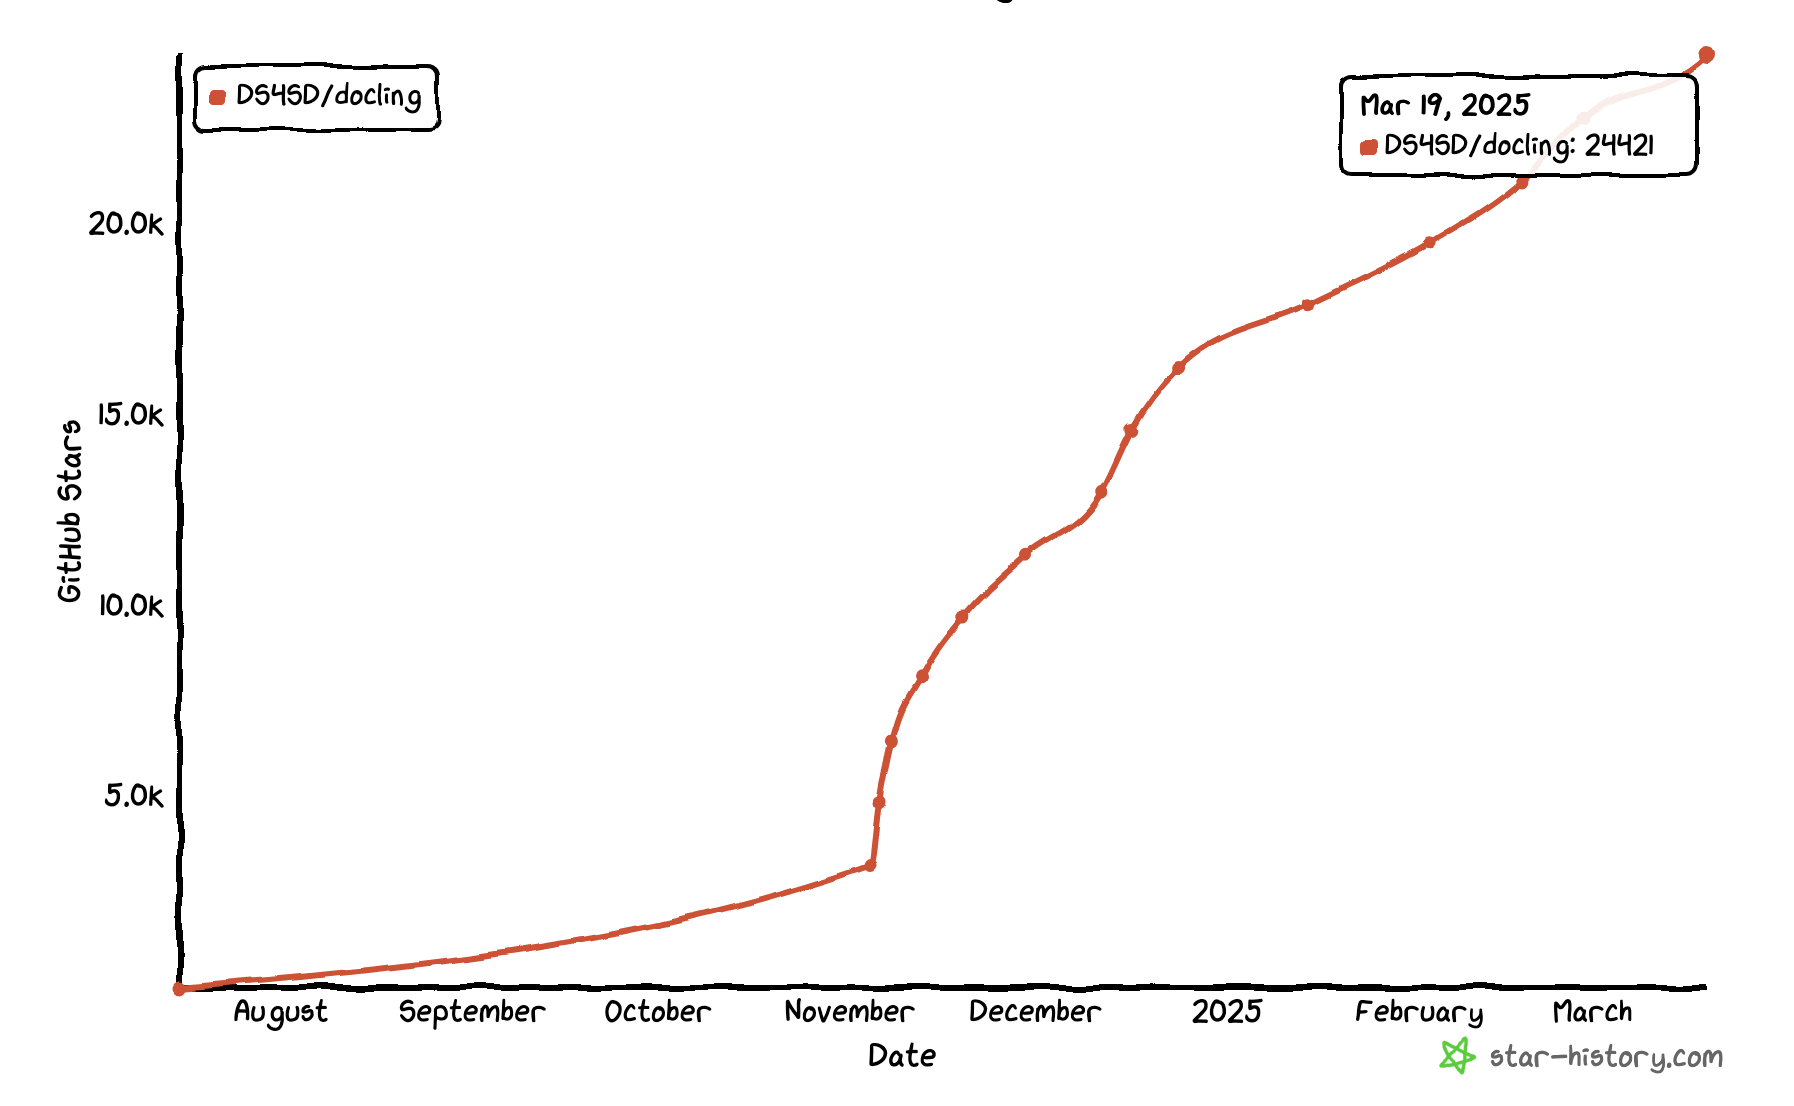 DS4SD/docling
Mar 19, 2025
DS4SD/docling: 24421
20.0k
15.0k
10.0k
5.0k
GitHub Stars
August September October November December 2025 February March
Date
star-history.com